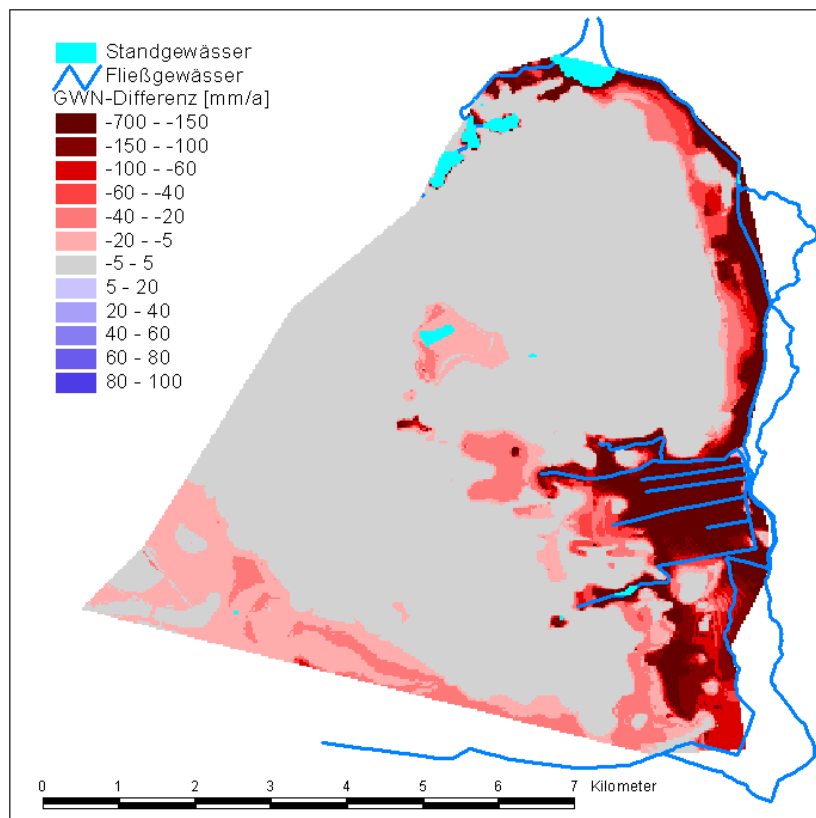 Standgewässer
Fließgewässer
GWN-Differenz [mm/a]
-700 - -150
-150 - -100
-100 - -60
-60 - -40
-40 - -20
-20 - -5
-5 - 5
5 - 20
20 - 40
40 - 60
60 - 80
80 - 100
0 1 2 3 4 5 6 7 Kilometer